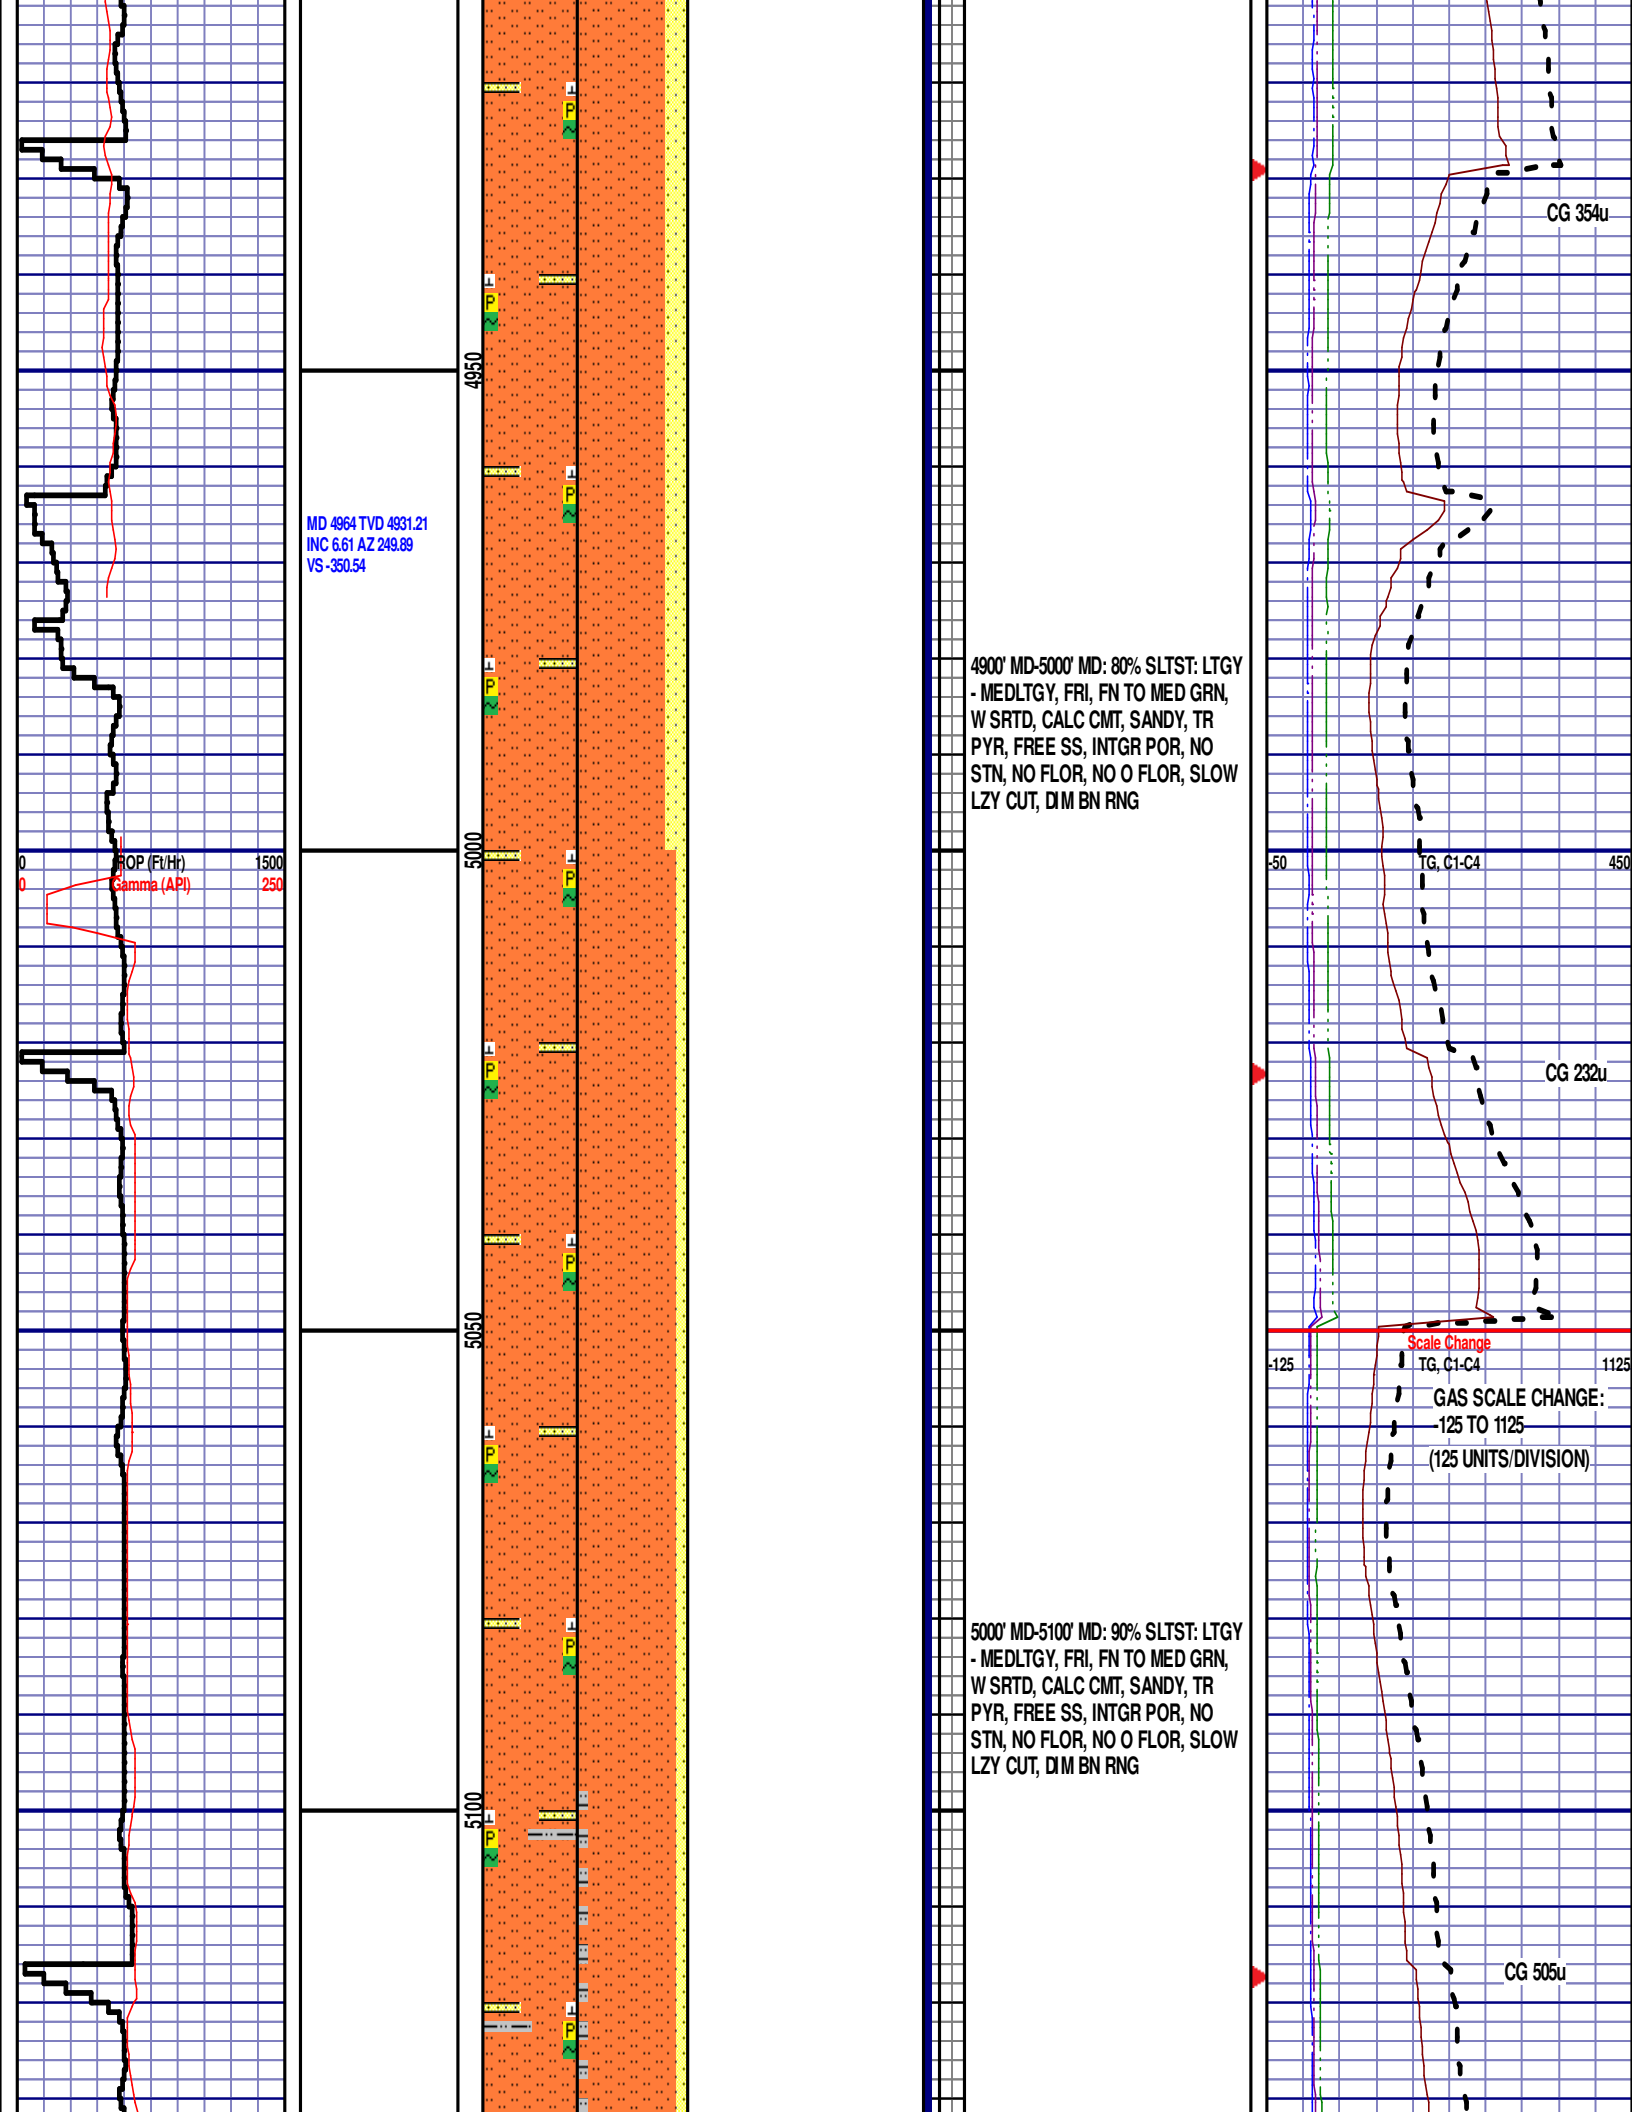 CG 354u
4950
MD 4964 TVD 4931.21
INC 6.61 AZ 249.89
VS -350.54
4900' MD-5000' MD: 80% SLTST: LTGY
- MEDLTGY, FRI, FN TO MED GRN,
W SRTD, CALC CMT, SANDY, TR
PYR, FREE SS, INTGR POR, NO
STN, NO FLOR, NO O FLOR, SLOW
LZY CUT, DIM BN RNG
5000
0 ROP (Ft/Hr) 1500
0 Gamma (API) 250
-50 TG, C1-C4 450
CG 232u
5050
Scale Change
-125 TG, C1-C4 1125
GAS SCALE CHANGE:
-125 TO 1125
(125 UNITS/DIVISION)
5000' MD-5100' MD: 90% SLTST: LTGY
- MEDLTGY, FRI, FN TO MED GRN,
W SRTD, CALC CMT, SANDY, TR
PYR, FREE SS, INTGR POR, NO
STN, NO FLOR, NO O FLOR, SLOW
LZY CUT, DIM BN RNG
5100
CG 505u
P
P
P
P
P
P
P
P
P
P
P